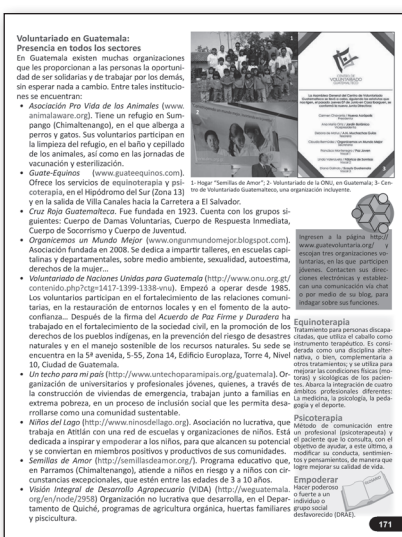 Voluntariado en Guatemala:
Presencia en todos los sectores
En Guatemala existen muchas organizaciones
que les proporcionan a las personas la oportuni-
dad de ser solidarias y de trabajar por los demás,
sin esperar nada a cambio. Entre tales institucio-
nes se encuentran:
• Asociación Pro Vida de los Animales (www.
animalaware.org). Tiene un refugio en Sum-
pango (Chimaltenango), en el que alberga a
perros y gatos. Sus voluntarios participan en
la limpieza del refugio, en el baño y cepillado
de los animales, así como en las jornadas de
vacunación y esterilización.
• Guate-Equinos (www.guateequinos.com).
Ofrece los servicios de equinoterapia y psi-
coterapia, en el Hipódromo del Sur (Zona 13)
y en la salida de Villa Canales hacia la Carretera a El Salvador.
• Cruz Roja Guatemalteca. Fue fundada en 1923. Cuenta con los grupos si-
guientes: Cuerpo de Damas Voluntarias, Cuerpo de Respuesta Inmediata,
Cuerpo de Socorrismo y Cuerpo de Juventud.
• Organicemos un Mundo Mejor (www.ongunmundomejor.blogspot.com).
Asociación fundada en 2008. Se dedica a impartir talleres, en escuelas capi-
talinas y departamentales, sobre medio ambiente, sexualidad, autoestima,
derechos de la mujer...
• Voluntariado de Naciones Unidas para Guatemala (http://www.onu.org.gt/
contenido.php?ctg=1417-1399-1338-vnu). Empezó a operar desde 1985.
Los voluntarios participan en el fortalecimiento de las relaciones comuni-
tarias, en la restauración de entornos locales y en el fomento de la auto-
confianza... Después de la firma del Acuerdo de Paz Firme y Duradera ha
trabajado en el fortalecimiento de la sociedad civil, en la promoción de los
derechos de los pueblos indígenas, en la prevención del riesgo de desastres
naturales y en el manejo sostenible de los recursos naturales. Su sede se
encuentra en la 5ª avenida, 5-55, Zona 14, Edificio Europlaza, Torre 4, Nivel
10, Ciudad de Guatemala.
• Un techo para mi país (http://www.untechoparamipais.org/guatemala). Or-
ganización de universitarios y profesionales jóvenes, quienes, a través de
la construcción de viviendas de emergencia, trabajan junto a familias en
extrema pobreza, en un proceso de inclusión social que les permita desa-
rrollarse como una comunidad sustentable.
• Niños del Lago (http://www.ninosdellago.org). Asociación no lucrativa, que
trabaja en Atitlán con una red de escuelas y organizaciones de niños. Está
dedicada a inspirar y empoderar a los niños, para que alcancen su potencial
y se conviertan en miembros positivos y productivos de sus comunidades.
• Semillas de Amor (http://semillasdeamor.org/). Programa educativo que,
en Parramos (Chimaltenango), atiende a niños en riesgo y a niños con cir-
cunstancias excepcionales, que estén entre las edades de 3 a 10 años.
• Visión Integral de Desarrollo Agropecuario (VIDA) (http://weguatemala.
org/en/node/2958) Organización no lucrativa que desarrolla, en el Depar-
tamento de Quiché, programas de agricultura orgánica, huertas familiares
y piscicultura.
1
CENTRO DE
VOLUNTARIADO
GUATEMALTECO
1- Hogar "Semillas de Amor"; 2- Voluntariado de la ONU, en Guatemala; 3- Cen-
tro de Voluntariado Guatemalteco, una organización incluyente.
Ingresen a la página http://
www.guatevoluntaria.org/ y
escojan tres organizaciones vo-
luntarias, en las que participen
jóvenes. Contacten sus direc-
ciones electrónicas y establez-
can una comunicación vía chat
o por medio de su blog, para
indagar sobre sus funciones.
Equinoterapia
Tratamiento para personas discapa-
citadas, que utiliza el caballo como
instrumento terapéutico. Es consi-
derada como una disciplina alter-
nativa, o bien, complementaria a
otros tratamientos, y se utiliza para
mejorar las condiciones físicas (mo-
toras) y sicológicas de los pacien-
tes. Abarca la integración de cuatro
ámbitos profesionales diferentes:
La medicina, la psicología, la peda-
gogía y el deporte.
Psicoterapia
Método de comunicación entre
un profesional (psicoterapeuta) y
el paciente que lo consulta, con el
objetivo de ayudar, a este último, a
modificar su conducta, sentimien-
tos y pensamientos, de manera que
logre mejorar su calidad de vida.
Empoderar
Hacer poderoso
o fuerte a un
individuo o
grupo social
desfavorecido (DRAE).
171